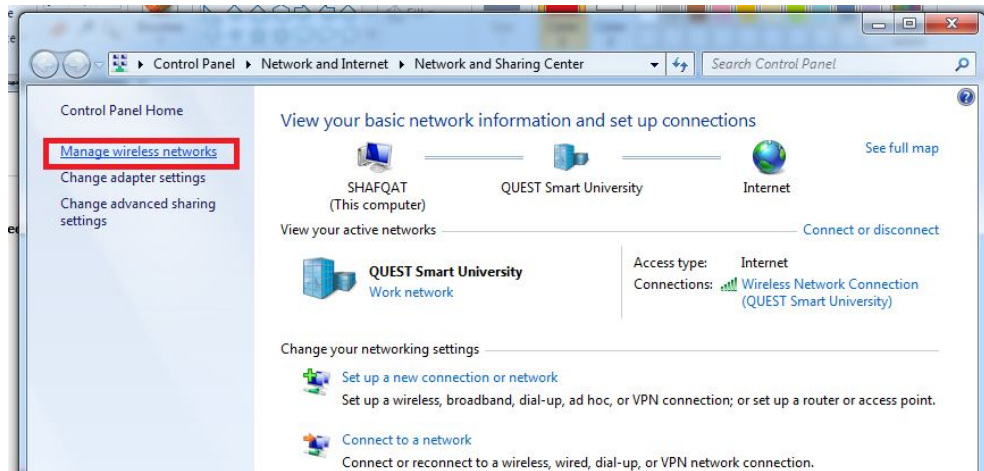 Control Panel ▸ Network and Internet ▸ Network and Sharing Center
Search Control Panel
Control Panel Home
Manage wireless networks
Change adapter settings
Change advanced sharing
settings
View your basic network information and set up connections
See full map
SHAFQAT
(This computer)
QUEST Smart University
Internet
View your active networks
Connect or disconnect
QUEST Smart University
Work network
Access type: Internet
Connections: Wireless Network Connection
(QUEST Smart University)
Change your networking settings
Set up a new connection or network
Set up a wireless, broadband, dial-up, ad hoc, or VPN connection; or set up a router or access point.
Connect to a network
Connect or reconnect to a wireless, wired, dial-up, or VPN network connection.